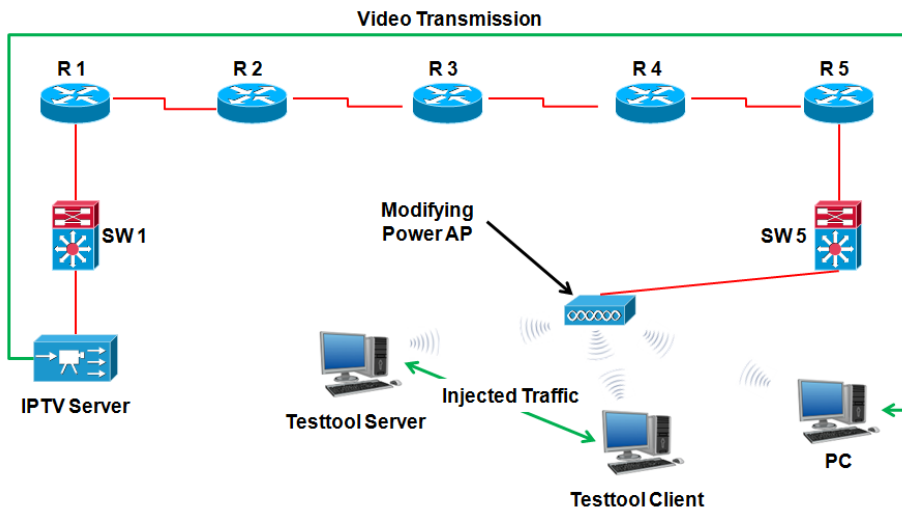 Video Transmission
R 1
R 2
R 3
R 4
R 5
SW 1
Modifying
Power AP
SW 5
IPTV Server
Testtool Server
Injected Traffic
Testtool Client
PC